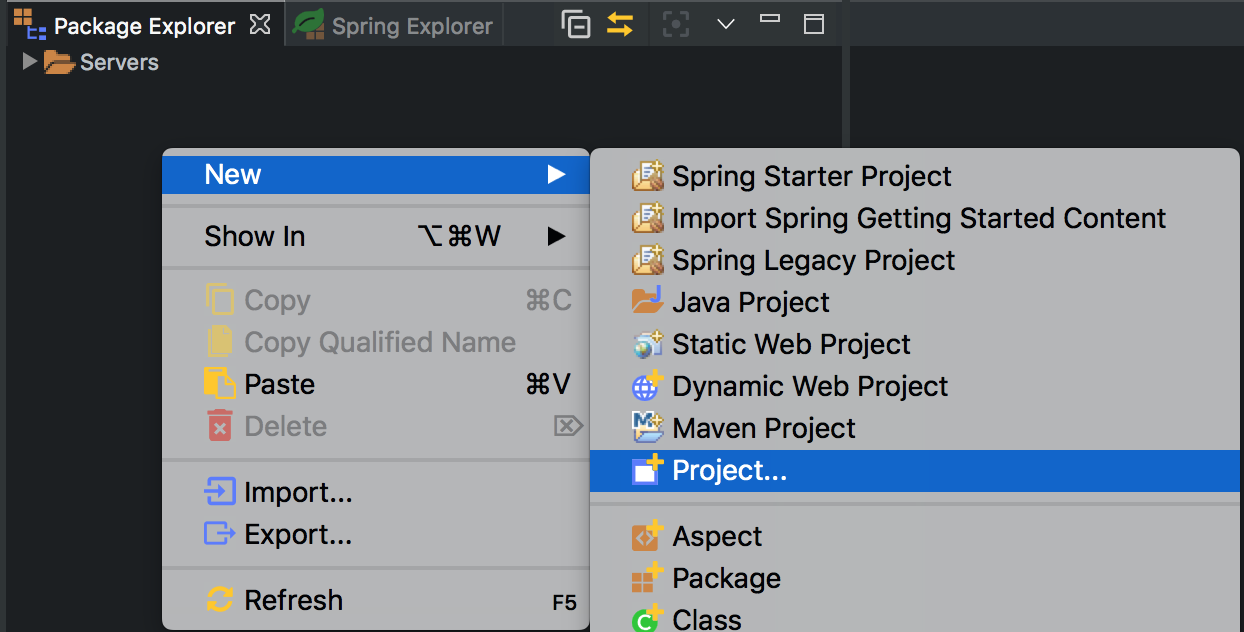 Package Explorer
Spring Explorer
Servers
New
Show In ⌥⌘W
Copy ⌘C
Copy Qualified Name
Paste ⌘V
Delete ⌦
Import...
Export...
Refresh F5
Spring Starter Project
Import Spring Getting Started Content
Spring Legacy Project
Java Project
Static Web Project
Dynamic Web Project
Maven Project
Project...
Aspect
Package
Class